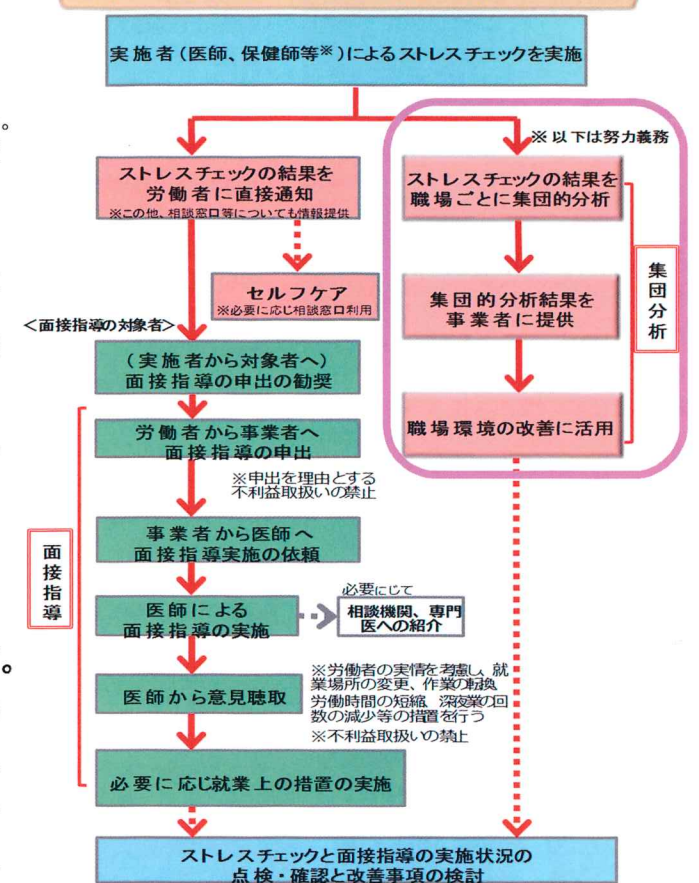 実施者（医師、保健師等※）によるストレスチェックを実施
ストレスチェックの結果を
労働者に直接通知
※この他、相談窓口等についても情報提供
セルフケア
※必要に応じ相談窓口利用
※以下は努力義務
ストレスチェックの結果を
職場ごとに集団的分析
集団的分析結果を
事業者に提供
職場環境の改善に活用
集団分析
＜面接指導の対象者＞
（実施者から対象者へ）
面接指導の申出の勧奨
労働者から事業者へ
面接指導の申出
※申出を理由とする
不利益取扱いの禁止
事業者から医師へ
面接指導実施の依頼
医師による
面接指導の実施
必要にじて
相談機関、専門
医への紹介
医師から意見聴取
※労働者の実情を考慮し、就
業場所の変更、作業の転換、
労働時間の短縮、深夜業の回
数の減少等の措置を行う
※不利益取扱いの禁止
必要に応じ就業上の措置の実施
面接指導
ストレスチェックと面接指導の実施状況の
点検・確認と改善事項の検討
。
。